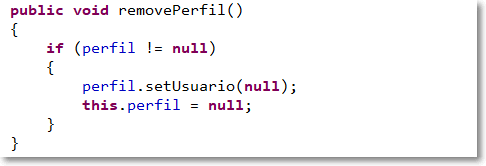 public void removePerfil()
{
    if (perfil != null)
    {
        perfil.setUsuario(null);
        this.perfil = null;
    }
}